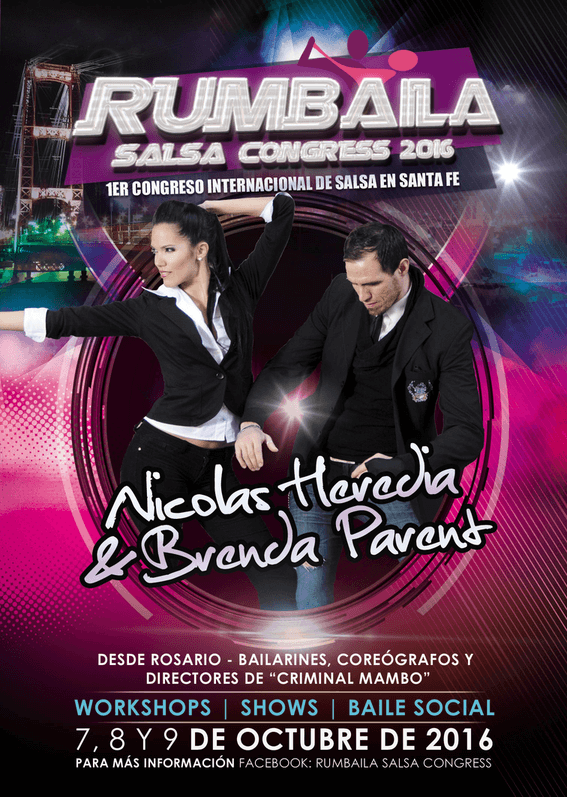 RUMBAILA
SALSA CONGRESS 2016
1ER CONGRESO INTERNACIONAL DE SALSA EN SANTA FE
Nicolas Heredia
& Brenda Parent
DESDE ROSARIO - BAILARINES, COREÓGRAFOS Y
DIRECTORES DE “CRIMINAL MAMBO”
WORKSHOPS | SHOWS | BAILE SOCIAL
7, 8 Y 9 DE OCTUBRE DE 2016
PARA MÁS INFORMACIÓN FACEBOOK: RUMBAILA SALSA CONGRESS